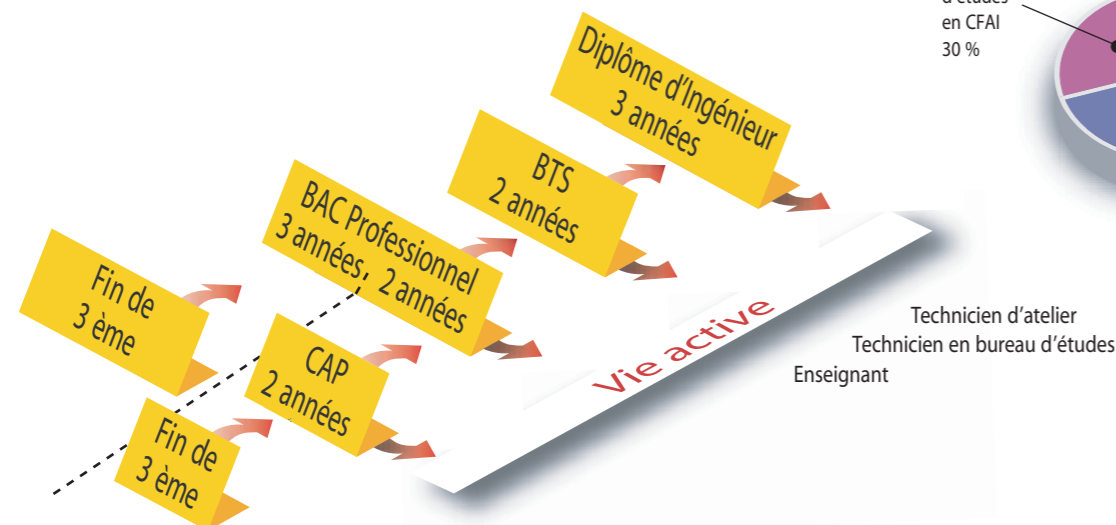 d'études
en CFAI
30 %
Diplôme d'Ingénieur
3 années
BTS
2 années
BAC Professionnel
3 années, 2 années
Fin de
3 ème
CAP
2 années
Fin de
3 ème
Vie active
Technicien d'atelier
Technicien en bureau d'études
Enseignant